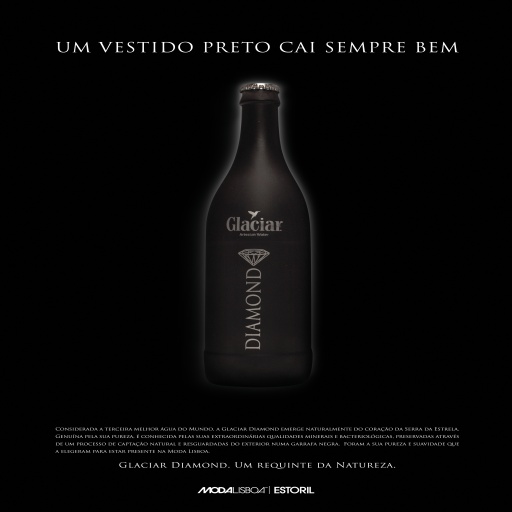 UM VESTIDO PRETO CAI SEMPRE BEM
Glaciar
DIAMOND
CONSIDERADA A TERCEIRA MELHOR ÁGUA DO MUNDO, A GLACIAR DIAMOND EMERGE NATURALMENTE DO CORAÇÃO DA SERRA DA ESTRELA.
GENUÍNA PELA SUA PUREZA, É CONHECIDA PELAS SUAS EXTRAORDINÁRIAS QUALIDADES MINERAIS E BACTERIOLÓGICAS, PRESERVADAS ATRAVÉS
DE UM PROCESSO DE CAPTAÇÃO NATURAL E RESGUARDADAS DO EXTERIOR NUMA GARRAFA NEGRA. FORAM A SUA PUREZA E SUAVIDADE QUE
A ELEGERAM PARA ESTAR PRESENTE NA MODA LISBOA.
GLACIAR DIAMOND. UM REQUINTE DA NATUREZA.
MODALISBOA | ESTORIL